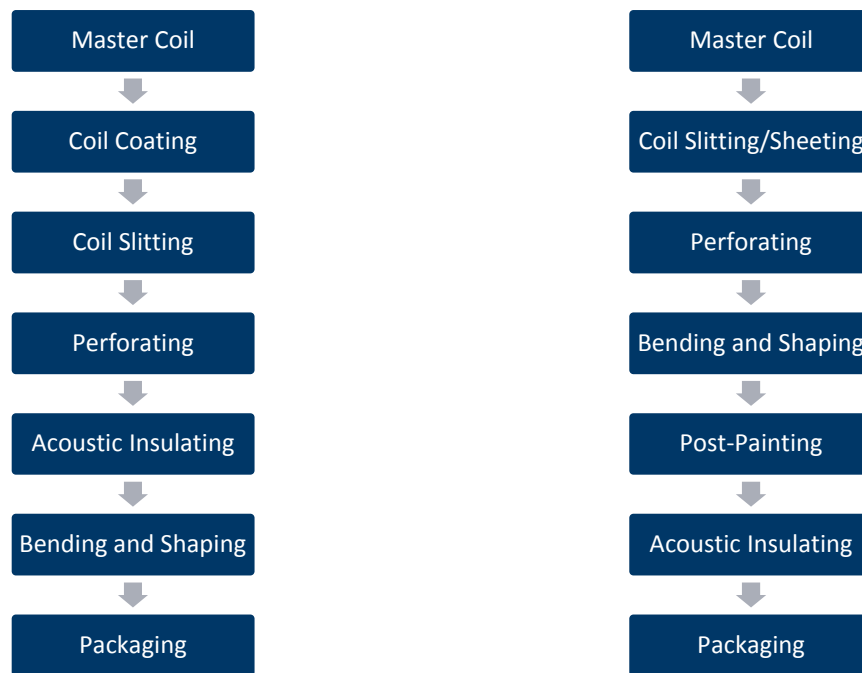 Master Coil
Coil Coating
Coil Slitting
Perforating
Acoustic Insulating
Bending and Shaping
Packaging
Master Coil
Coil Slitting/Sheeting
Perforating
Bending and Shaping
Post-Painting
Acoustic Insulating
Packaging